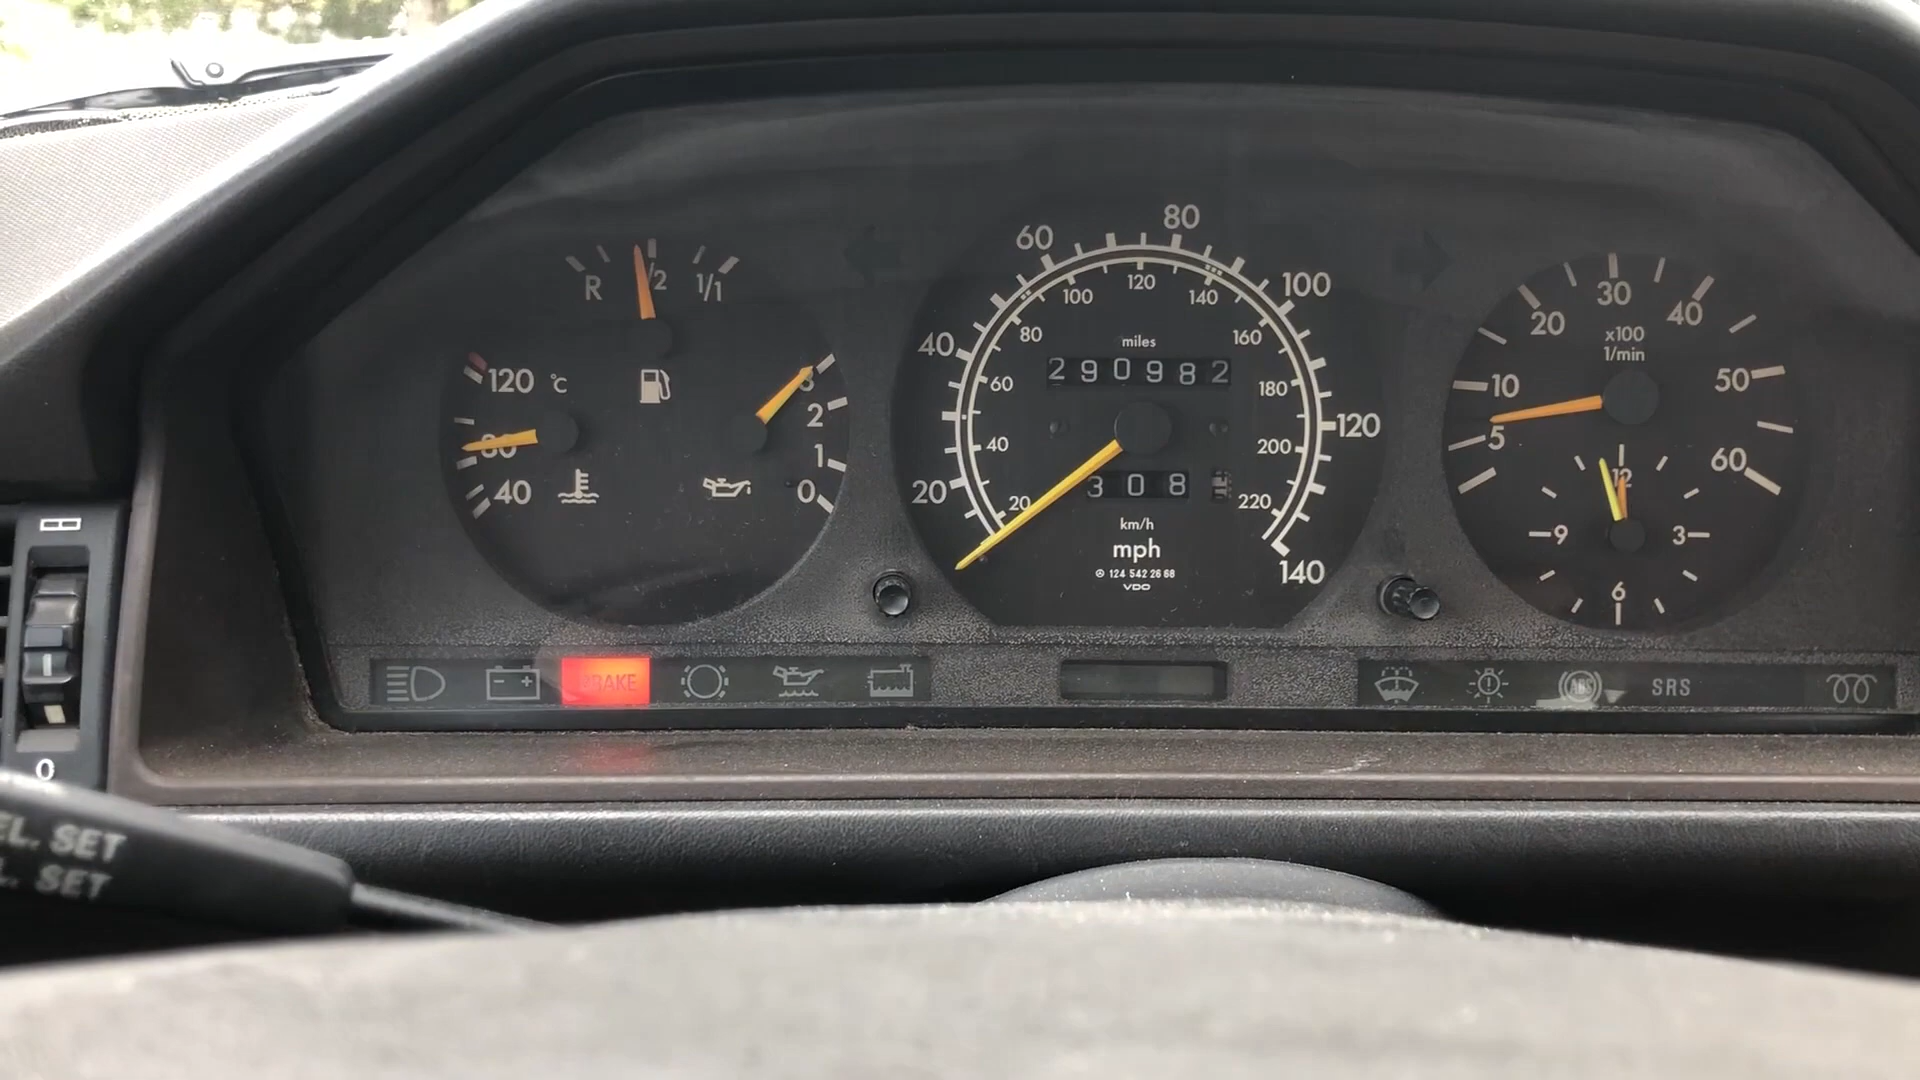 R 1/2 1/1
120 °C
80
40
3
2
1
0
20
40
60
80
100
120
140
20
40
60
80
100
120
140
160
180
200
220
miles
290982
308
km/h
mph
124 542 26 68
VDO
5
10
20
30
40
50
60
x100
1/min
12
3
6
9
BRAKE
ABS
SRS
0
EL. SET
L. SET